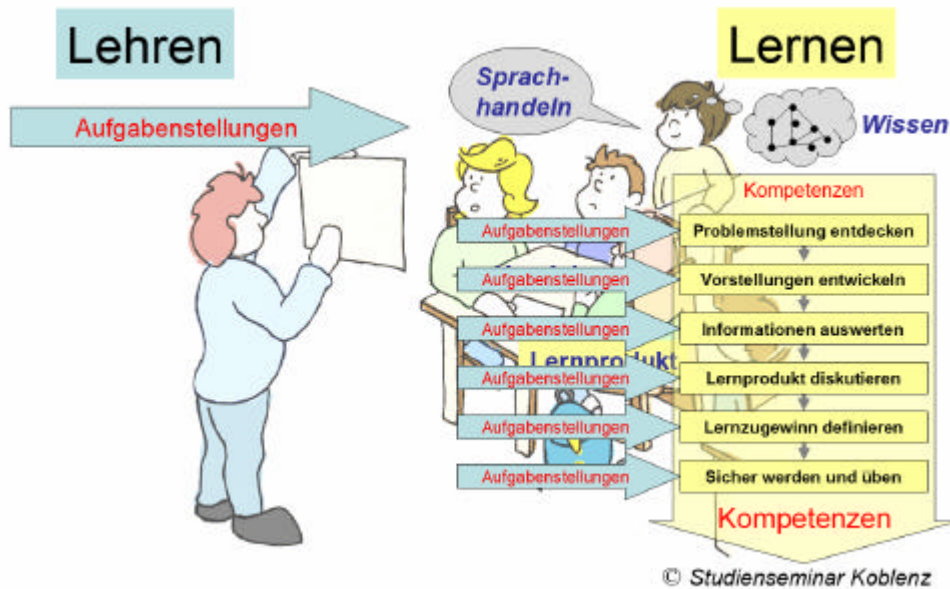 Lehren
Lernen
Aufgabenstellungen
Sprach-
handeln
Wissen
Kompetenzen
Aufgabenstellungen
Problemstellung entdecken
Aufgabenstellungen
Vorstellungen entwickeln
Aufgabenstellungen
Informationen auswerten
Lernprodukt
Aufgabenstellungen
Lernprodukt diskutieren
Aufgabenstellungen
Lernzugewinn definieren
Aufgabenstellungen
Sicher werden und üben
Kompetenzen
© Studienseminar Koblenz